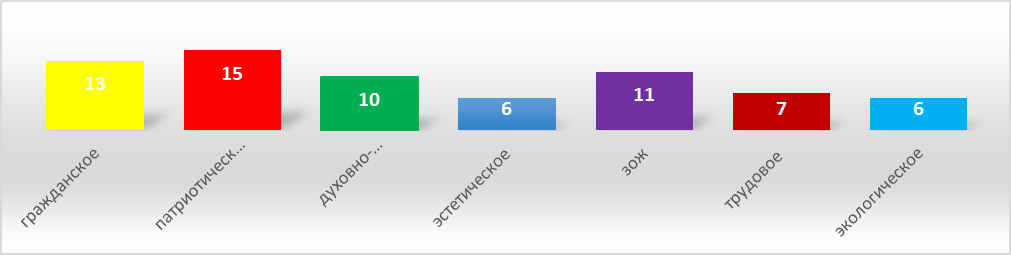 13
15
10
6
11
7
6
гражданское
патриотическ...
духовно-...
эстетическое
зож
трудовое
экологическое